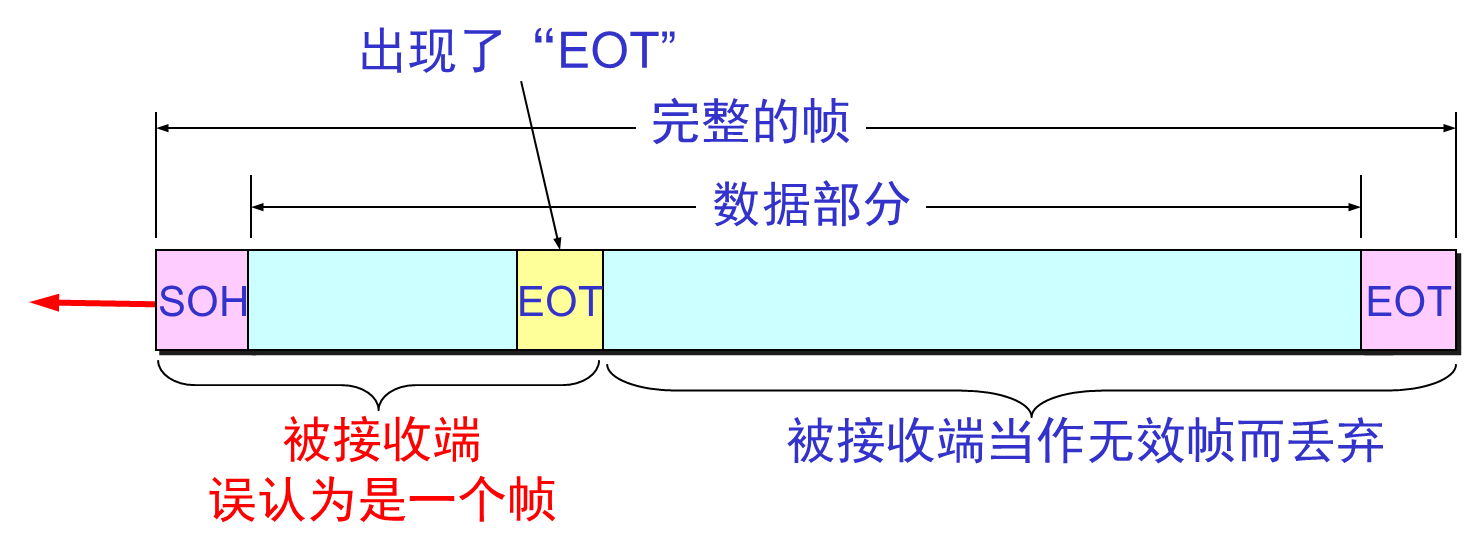 出现了“EOT”
完整的帧
数据部分
SOH
EOT
EOT
被接收端
误认为是一个帧
被接收端当作无效帧而丢弃